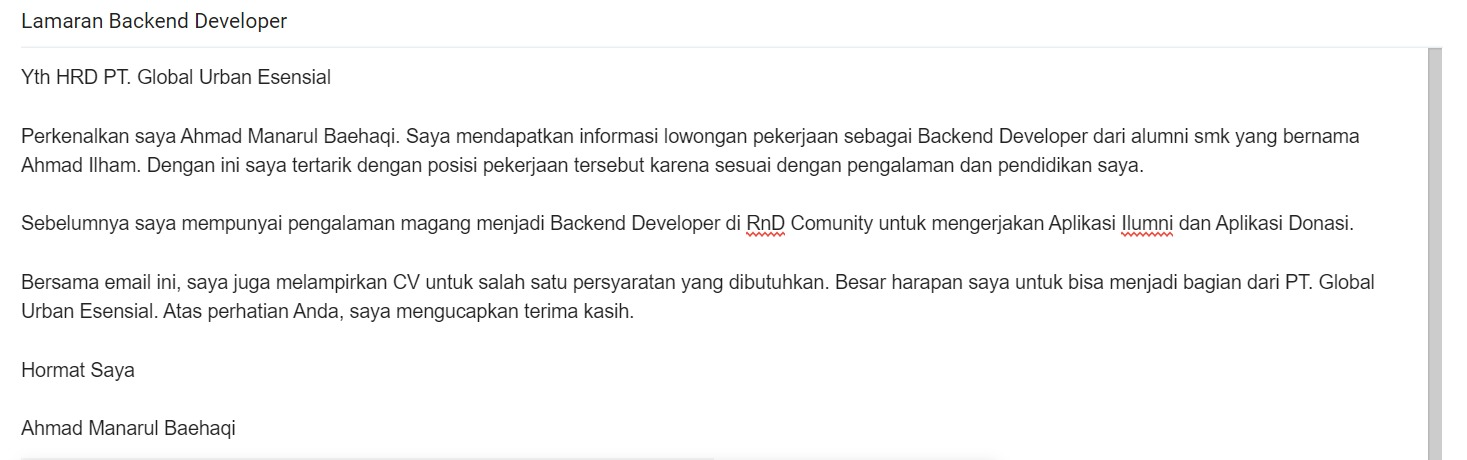 Lamaran Backend Developer
Yth HRD PT. Global Urban Esensial
Perkenalkan saya Ahmad Manarul Baehaqi. Saya mendapatkan informasi lowongan pekerjaan sebagai Backend Developer dari alumni smk yang bernama
Ahmad Ilham. Dengan ini saya tertarik dengan posisi pekerjaan tersebut karena sesuai dengan pengalaman dan pendidikan saya.
Sebelumnya saya mempunyai pengalaman magang menjadi Backend Developer di RnD Comunity untuk mengerjakan Aplikasi Ilumni dan Aplikasi Donasi.
Bersama email ini, saya juga melampirkan CV untuk salah satu persyaratan yang dibutuhkan. Besar harapan saya untuk bisa menjadi bagian dari PT. Global
Urban Esensial. Atas perhatian Anda, saya mengucapkan terima kasih.
Hormat Saya
Ahmad Manarul Baehaqi